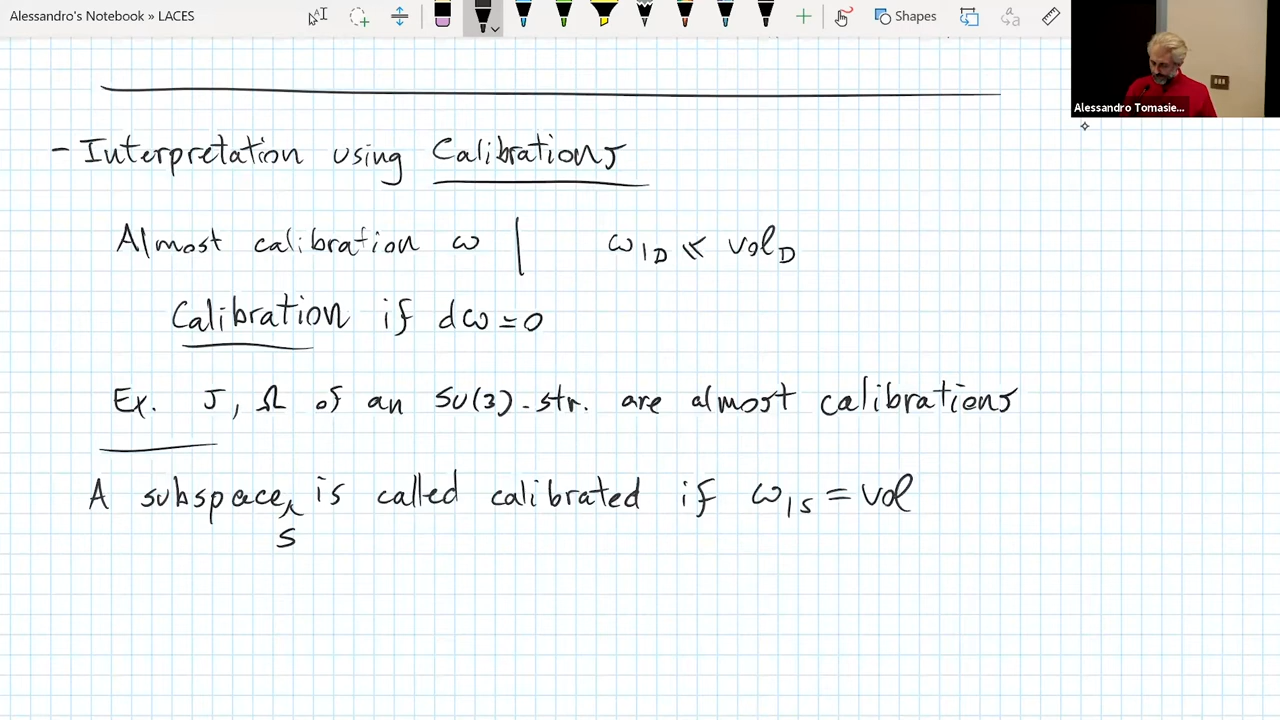 Alessandro's Notebook » LACES
Shapes
Alessandro Tomasie...
- Interpretation using Calibrations
Almost calibration ω | ω|D ≤ volD
Calibration if dω=0
Ex. J, Ω of an SU(3)-str. are almost calibrations
A subspace S is called calibrated if ω|S = vol